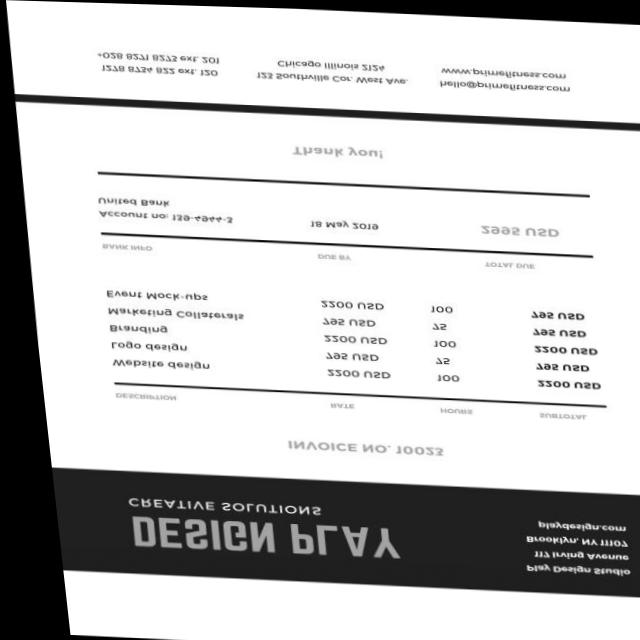 Play Design Studio
117 Irving Avenue
Brooklyn, NY 11107
playdesign.com
DESIGN PLAY
CREATIVE SOLUTIONS
INVOICE NO. 10023
DESCRIPTION RATE HOURS SUBTOTAL
Website design 2200 USD 100 2200 USD
Logo design 795 USD 75 795 USD
Branding 2200 USD 100 2200 USD
Marketing Collaterals 795 USD 75 795 USD
Event Mock-ups 2200 USD 100 795 USD
BANK INFO DUE BY TOTAL DUE
Account no: 139-4944-3 18 May 2019 2995 USD
United Bank
Thank you!
1278 8734 822 ext. 120 123 Southville Cor. West Ave. hello@primefitness.com
+028 8271 8273 ext. 201 Chicago Illinois 2124 www.primefitness.com